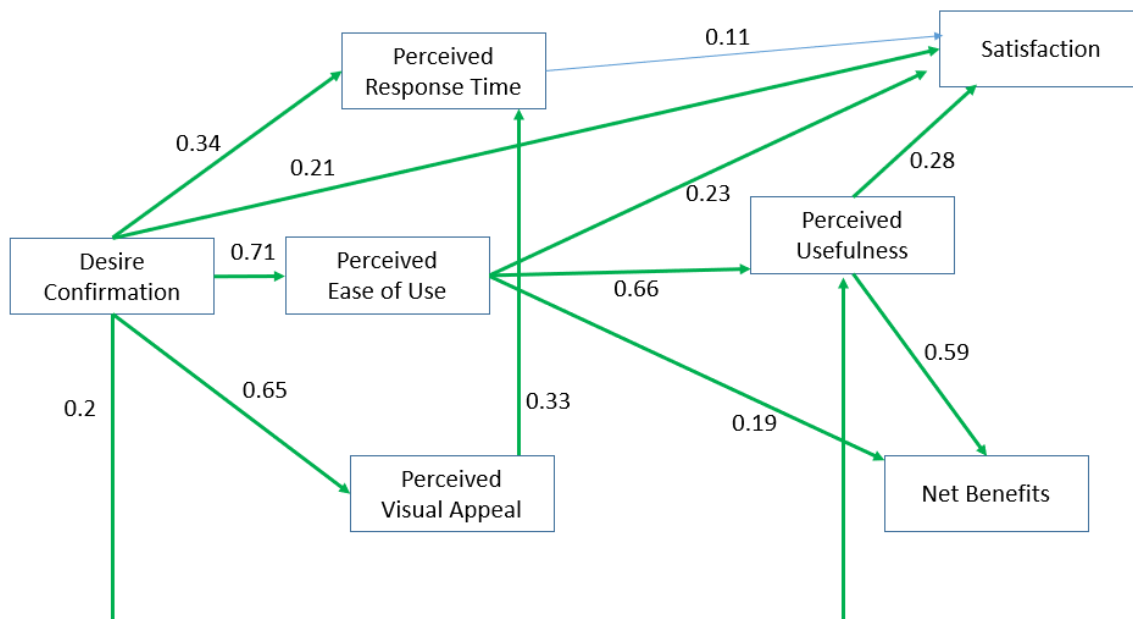 Perceived
Response Time
0.11
Satisfaction
0.34
0.21
0.28
0.23
Desire
Confirmation
0.71
Perceived
Ease of Use
0.66
Perceived
Usefulness
0.2
0.65
0.33
0.19
0.59
Perceived
Visual Appeal
Net Benefits